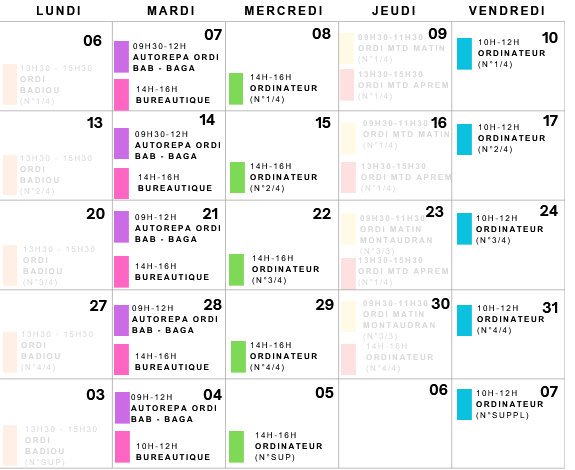 LUNDI
MARDI
MERCREDI
JEUDI
VENDREDI
06
13H30 - 15H30
ORDI
BADIOU
(N°1/4)
07
09H30-12H
AUTOREPA ORDI
BAB - BAGA
14H-16H
BUREAUTIQUE
08
14H-16H
ORDINATEUR
(N°1/4)
09
09H30-11H30
ORDI MTD MATIN
(N°1/4)
13H30-15H30
ORDI MTD APREM
(N°1/4)
10
10H-12H
ORDINATEUR
(N°1/4)
13
13H30 - 15H30
ORDI
BADIOU
(N°2/4)
14
09H30-12H
AUTOREPA ORDI
BAB - BAGA
14H-16H
BUREAUTIQUE
15
14H-16H
ORDINATEUR
(N°2/4)
16
09H30-11H30
ORDI MTD MATIN
(N°1/4)
13H30-15H30
ORDI MTD APREM
(N°1/4)
17
10H-12H
ORDINATEUR
(N°2/4)
20
13H30 - 15H30
ORDI
BADIOU
(N°3/4)
21
09H-12H
AUTOREPA ORDI
BAB - BAGA
14H-16H
BUREAUTIQUE
22
14H-16H
ORDINATEUR
(N°3/4)
23
09H30-11H30
ORDI MATIN
MONTAUDRAN
(N°3/3)
13H30-15H30
ORDI MTD APREM
(N°1/4)
24
10H-12H
ORDINATEUR
(N°3/4)
27
13H30 - 15H30
ORDI
BADIOU
(N°4/4)
28
09H-12H
AUTOREPA ORDI
BAB - BAGA
14H-16H
BUREAUTIQUE
29
14H-16H
ORDINATEUR
(N°4/4)
30
09H30-11H30
ORDI MATIN
MONTAUDRAN
(N°3/3)
14H-16H
ORDINATEUR
(N°4/4)
31
10H-12H
ORDINATEUR
(N°4/4)
03
13H30 - 15H30
ORDI
BADIOU
(N°SUP)
04
09H-12H
AUTOREPA ORDI
BAB - BAGA
10H-12H
BUREAUTIQUE
05
14H-16H
ORDINATEUR
(N°SUP)
06
07
10H-12H
ORDINATEUR
(N°SUPPL)